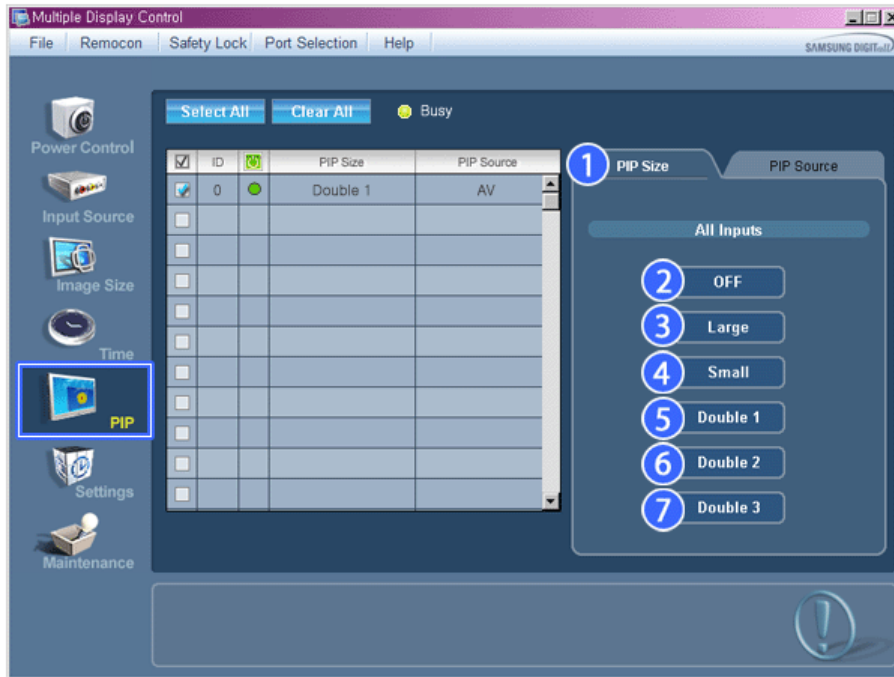 Multiple Display Control
File Remocon Safety Lock Port Selection Help
SAMSUNG DIGITall
Select All Clear All Busy
Power Control
Input Source
Image Size
Time
PIP
Settings
Maintenance
ID PIP Size PIP Source
0 Double 1 AV
1 PIP Size PIP Source
All Inputs
2 OFF
3 Large
4 Small
5 Double 1
6 Double 2
7 Double 3